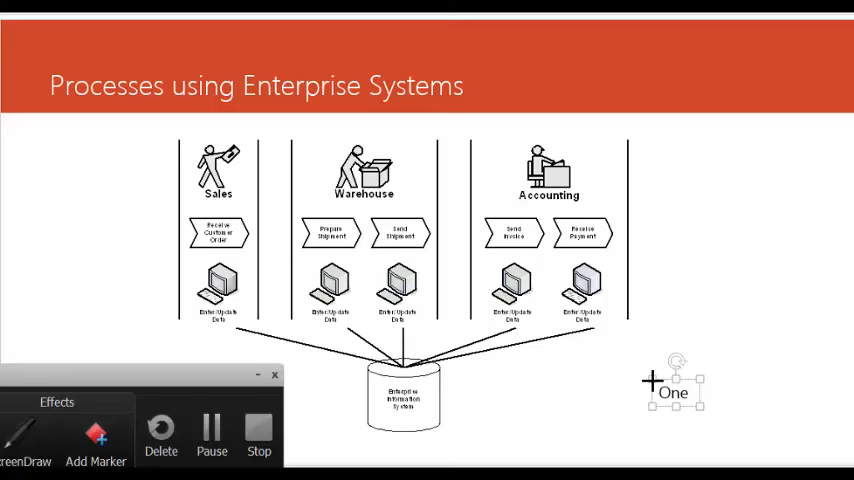 Processes using Enterprise Systems
Sales
Warehouse
Accounting
Receive
Customer
Order
Prepare
Shipment
Send
Shipment
Send
Invoice
Receive
Payment
Enter/Update
Data
Enter/Update
Data
Enter/Update
Data
Enter/Update
Data
Enter/Update
Data
Enterprise
Information
System
One
Effects
reenDraw
Add Marker
Delete
Pause
Stop